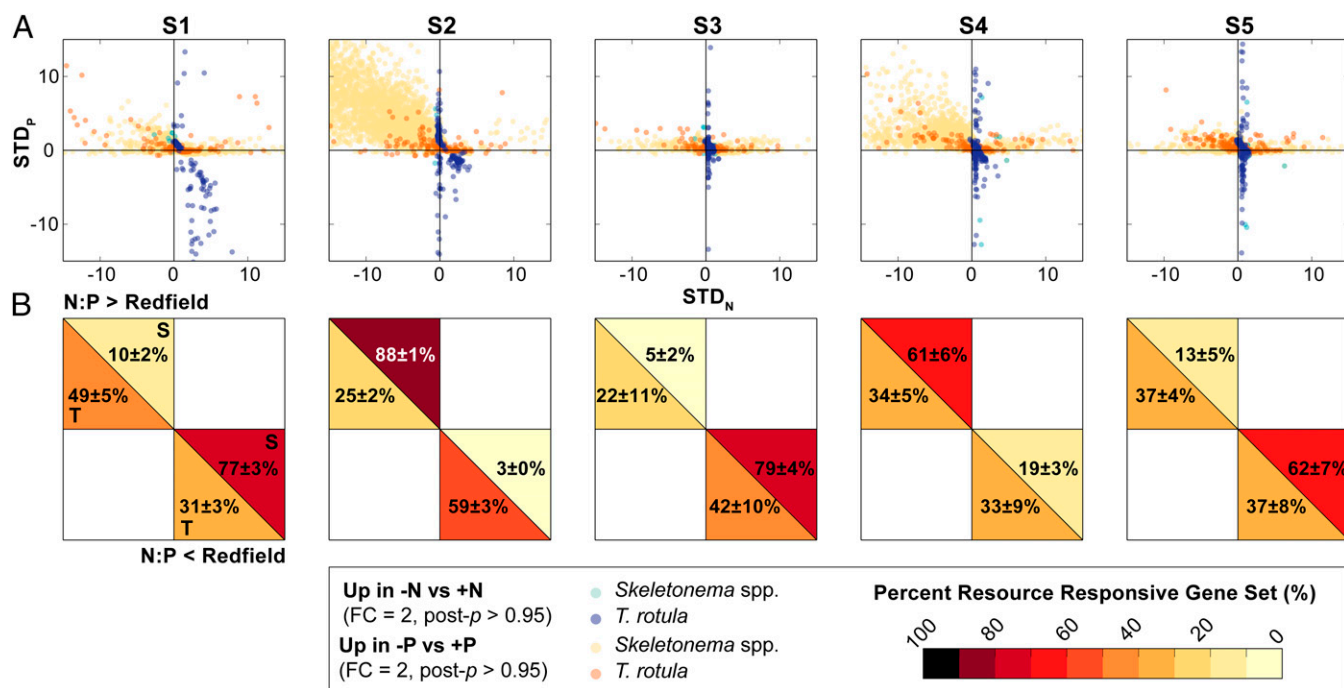 A
S1 S2 S3 S4 S5
STD_P
10
0
-10
-10 0 10 -10 0 10 -10 0 10 -10 0 10 -10 0 10
STD_N
N:P > Redfield
B
S S
10±2% 88±1% 5±2% 61±6% 13±5%
49±5% 25±2% 22±11% 34±5% 37±4%
T
77±3% 3±0% 79±4% 19±3% 62±7%
31±3% 59±3% 42±10% 33±9% 37±8%
T
N:P < Redfield
Up in -N vs +N
(FC = 2, post-p > 0.95)
Up in -P vs +P
(FC = 2, post-p > 0.95)
Skeletonema spp.
T. rotula
Skeletonema spp.
T. rotula
Percent Resource Responsive Gene Set (%)
100 80 60 40 20 0